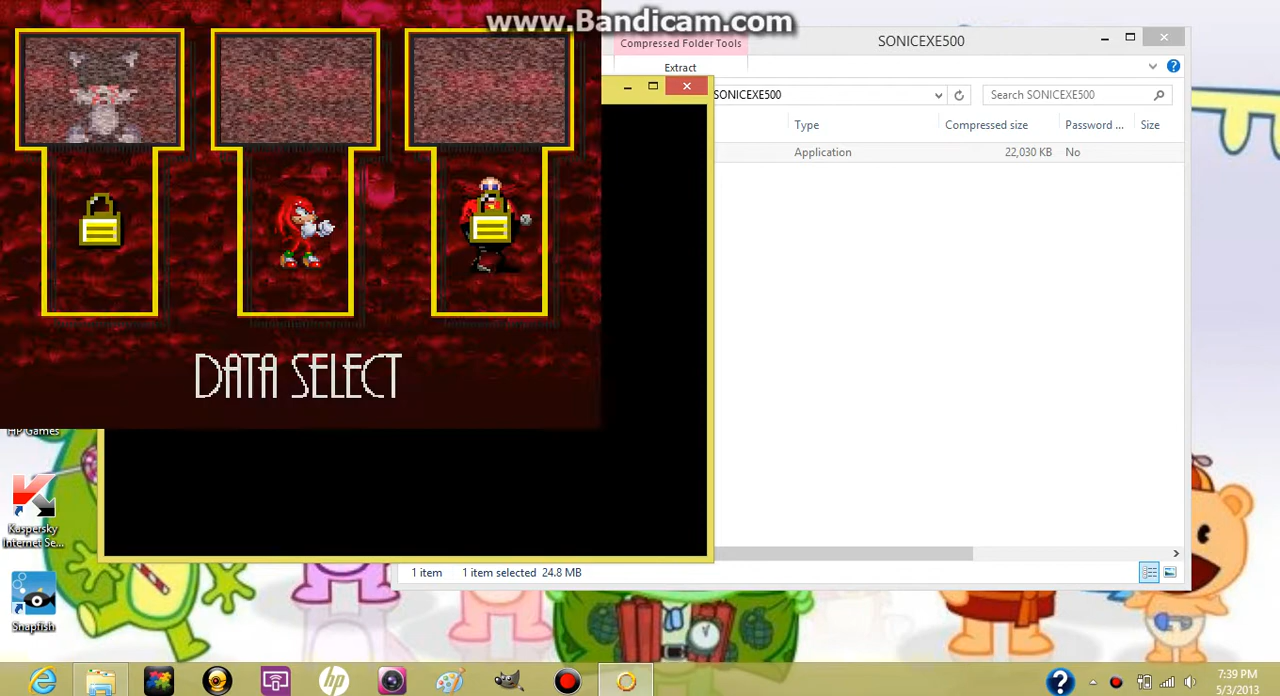 www.Bandicam.com
Compressed Folder Tools
SONICEXE500
Extract
SONICEXE500
Search SONICEXE500
Type
Compressed size
Password ...
Size
Application
22,030 KB
No
DATA SELECT
HP Games
Kaspersky
Internet Se...
Snapfish
1 item
1 item selected 24.8 MB
hp
7:39 PM
5/3/2013